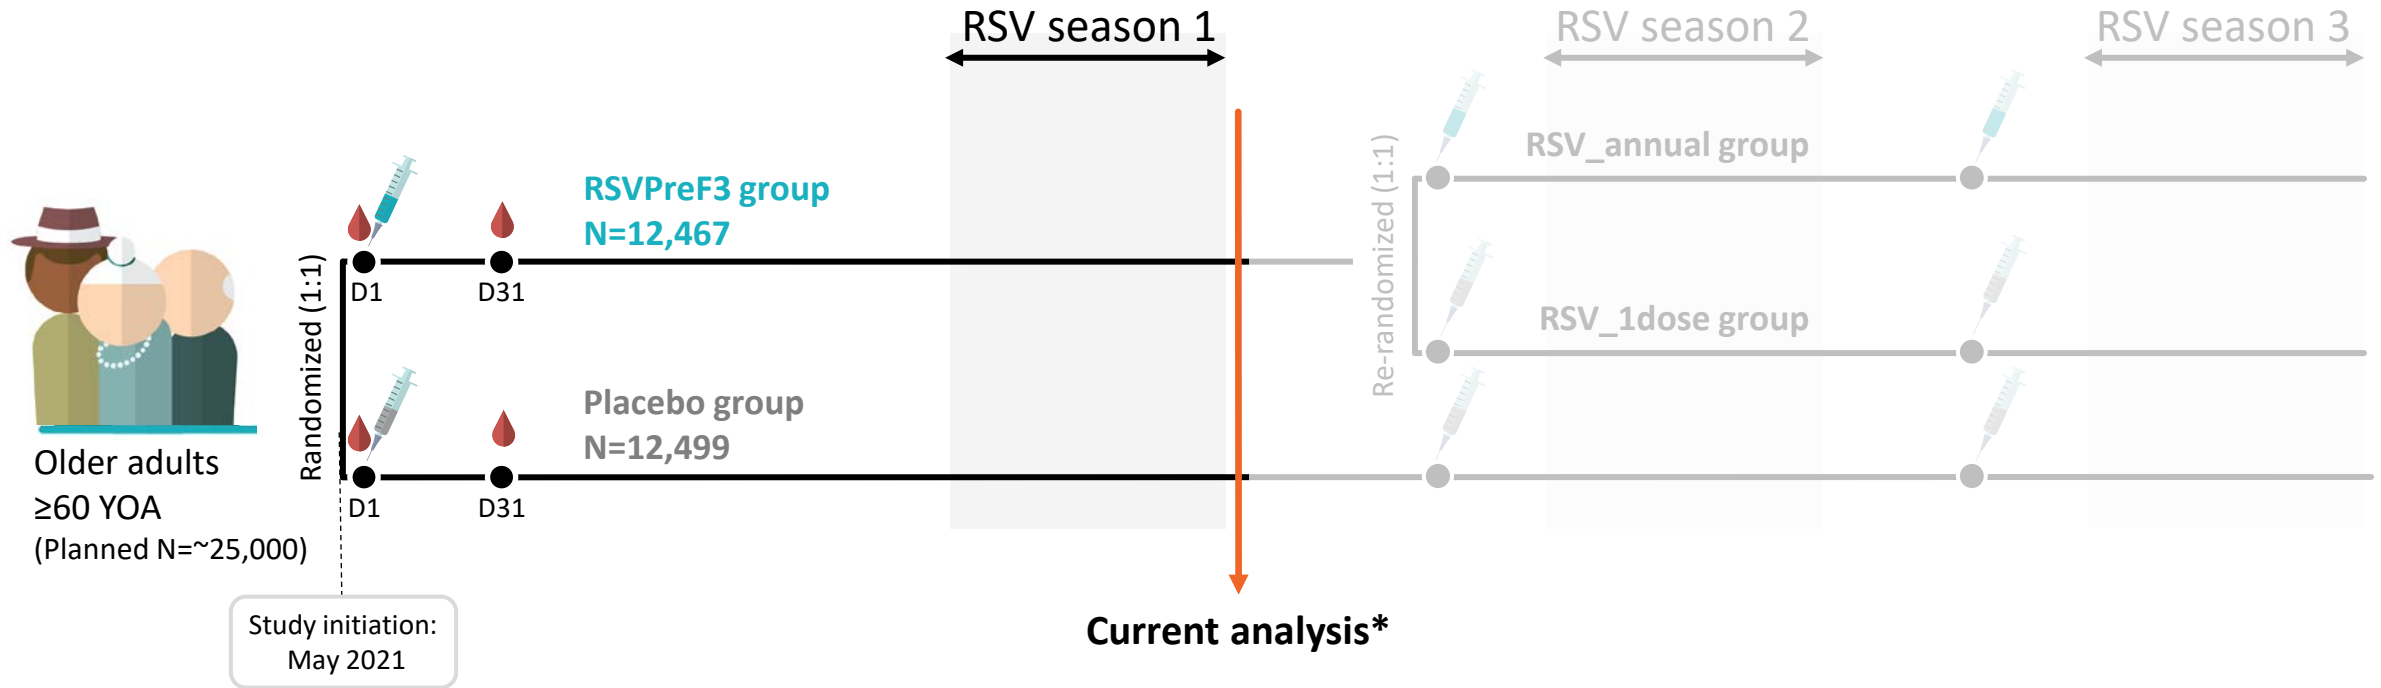 RSV season 1
RSV season 2
RSV season 3
RSVPreF3 group
N=12,467
Randomized (1:1)
D1
D31
Placebo group
N=12,499
D1
D31
Re-randomized (1:1)
RSV_annual group
RSV_1dose group
Older adults
≥60 YOA
(Planned N=~25,000)
Study initiation:
May 2021
Current analysis*